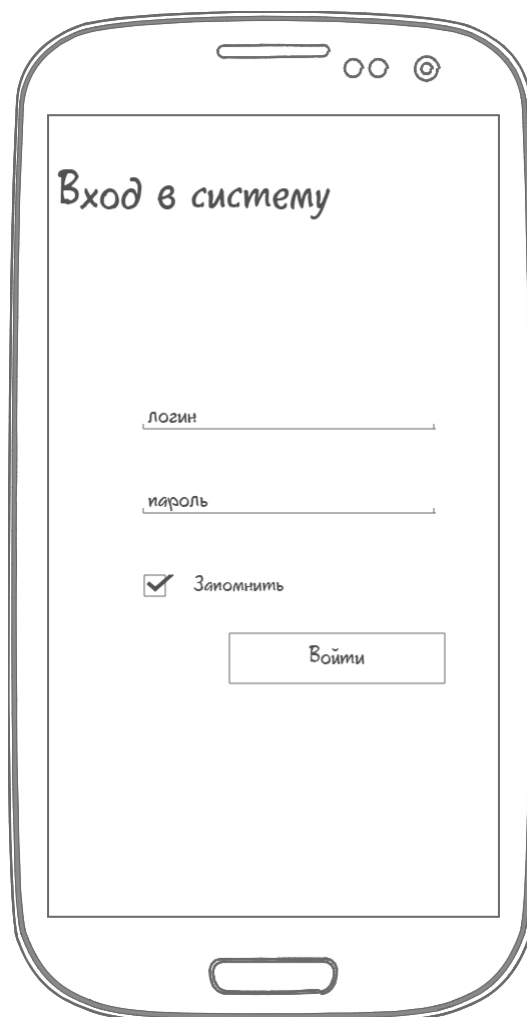 Вход в систему
логин
пароль
Запомнить
Войти